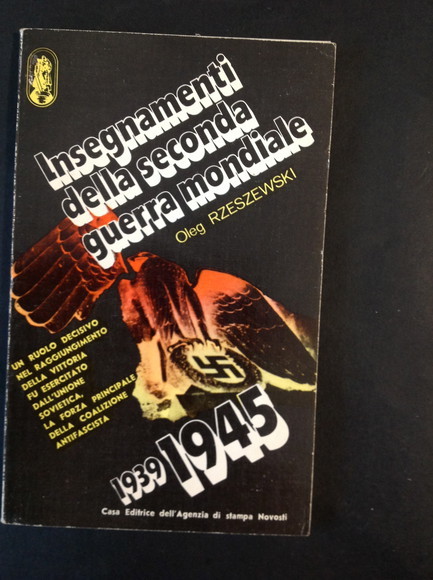 Insegnamenti
della seconda
guerra mondiale
Oleg RZESZEWSKI
UN RUOLO DECISIVO
NEL RAGGIUNGIMENTO
DELLA VITTORIA
FU ESERCITATO
DALL'UNIONE
SOVIETICA,
LA FORZA PRINCIPALE
DELLA COALIZIONE
ANTIFASCISTA
1939
1945
Casa Editrice dell'Agenzia di stampa Novosti